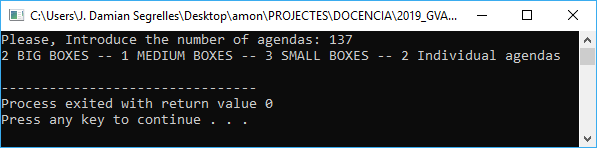 C:\Users\J. Damian Segrelles\Desktop\amon\PROJECTES\DOCENCIA\2019_GVA...
Please, Introduce the number of agendas: 137
2 BIG BOXES -- 1 MEDIUM BOXES -- 3 SMALL BOXES -- 2 Individual agendas
--------------------------------
Process exited with return value 0
Press any key to continue . . .